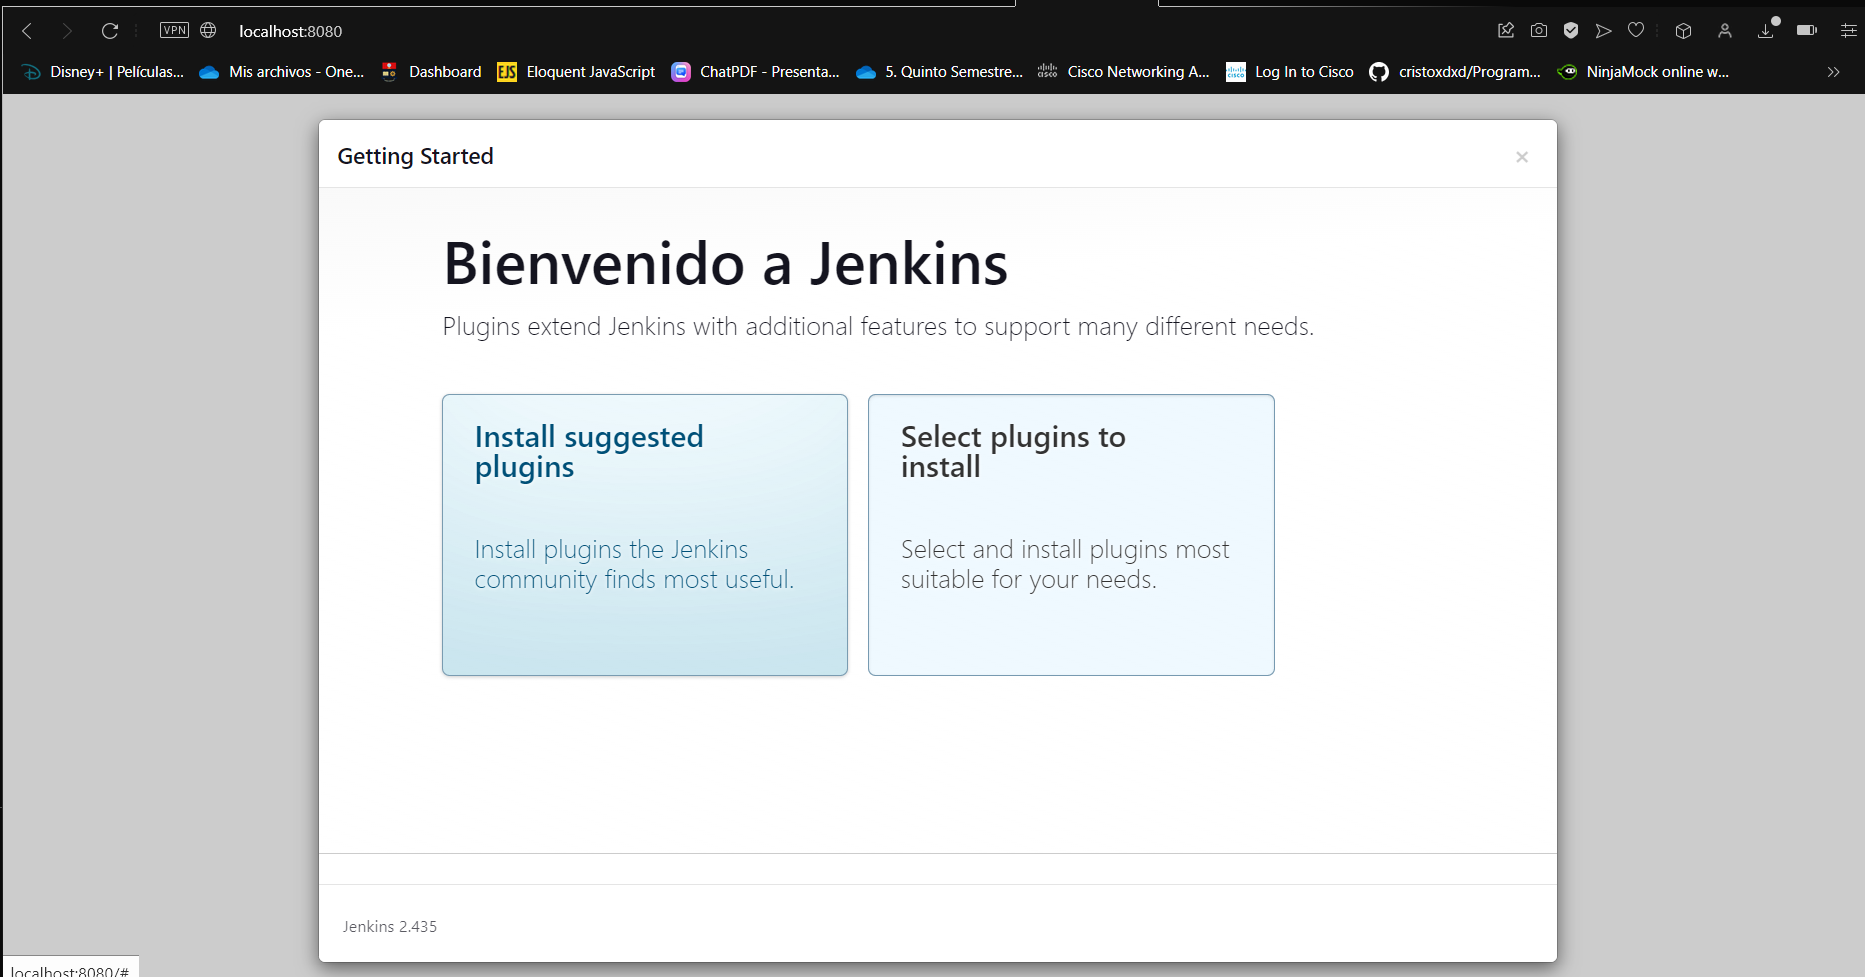 VPN localhost:8080
Disney+ | Películas... Mis archivos - One... Dashboard EJS Eloquent JavaScript ChatPDF - Presenta... 5. Quinto Semestre... cisco Cisco Networking A... cisco Log In to Cisco cristoxdxd/Program... NinjaMock online w...
Getting Started
Bienvenido a Jenkins
Plugins extend Jenkins with additional features to support many different needs.
Install suggested
plugins
Install plugins the Jenkins
community finds most useful.
Select plugins to
install
Select and install plugins most
suitable for your needs.
Jenkins 2.435
localhost:8080/#